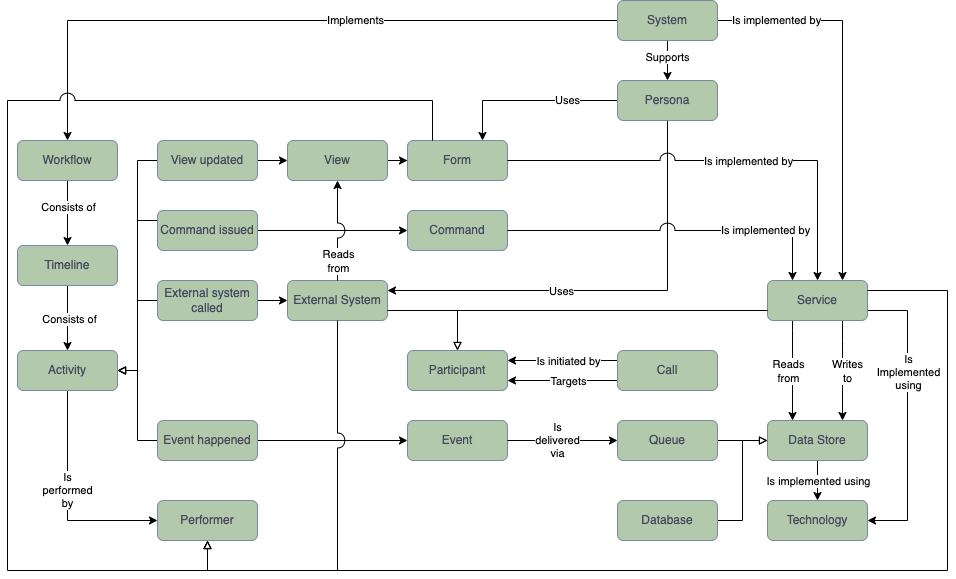 System
Implements
Is implemented by
Supports
Persona
Uses
Workflow
View updated
View
Form
Is implemented by
Consists of
Command issued
Command
Is implemented by
Timeline
Reads
from
External system
called
External System
Uses
Service
Consists of
Activity
Participant
Is initiated by
Targets
Call
Reads
from
Writes
to
Is
Implemented
using
Event happened
Event
Is
delivered
via
Queue
Data Store
Is
performed
by
Is implemented using
Performer
Database
Technology